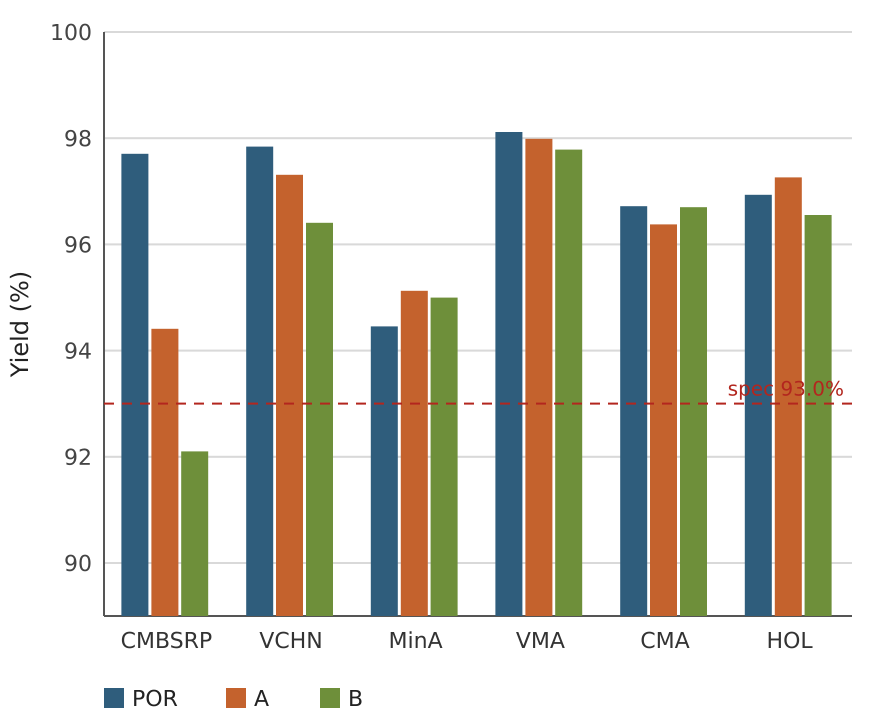 100
98
96
94
92
90
Yield (%)
spec 93.0%
CMBSRP VCHN MinA VMA CMA HOL
POR A B